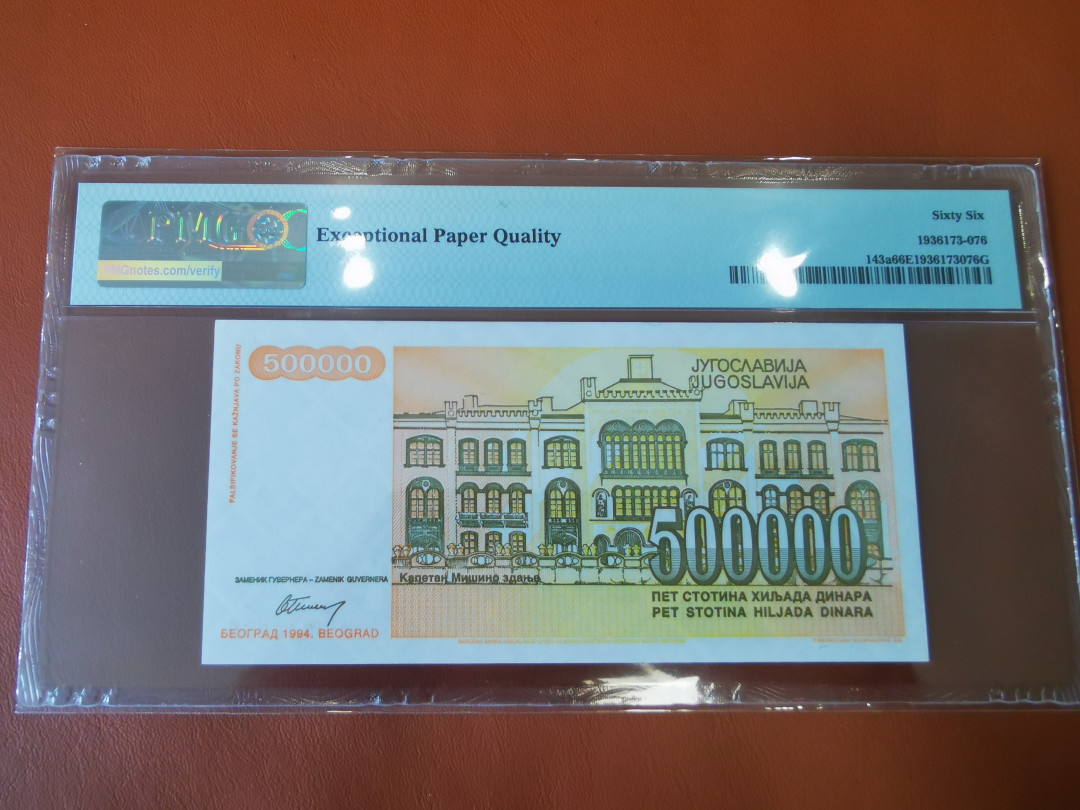 PMG
PMGnotes.com/verify
Exceptional Paper Quality
Sixty Six
1936173-076
143a66E1936173076G
FALSIFIKOVANJE SE KAŽNJAVA PO ZAKONU
500000
ЈУГОСЛАВИЈА
JUGOSLAVIJA
500000
ЗАМЕНИК ГУВЕРНЕРА – ZAMENIK GUVERNERA
Капетан Мишино здање
ПЕТ СТОТИНА ХИЉАДА ДИНАРА
PET STOTINA HILJADA DINARA
БЕОГРАД 1994. BEOGRAD